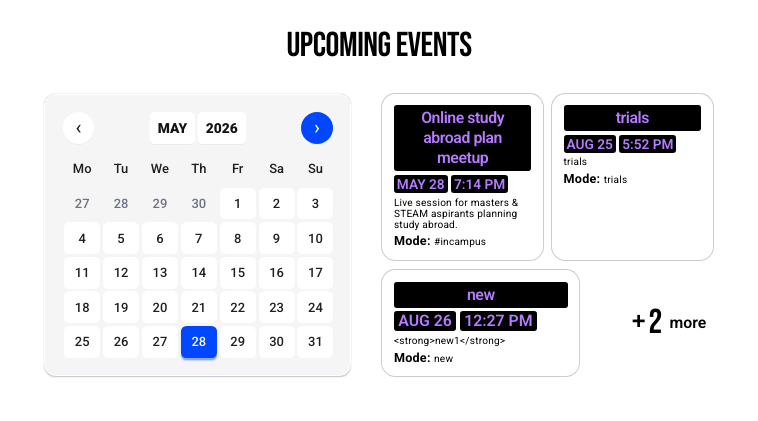 UPCOMING EVENTS
‹ MAY 2026 ›
Mo Tu We Th Fr Sa Su
27 28 29 30 1 2 3
4 5 6 7 8 9 10
11 12 13 14 15 16 17
18 19 20 21 22 23 24
25 26 27 28 29 30 31
Online study
abroad plan
meetup
MAY 28 7:14 PM
Live session for masters &
STEAM aspirants planning
study abroad.
Mode: #incampus
trials
AUG 25 5:52 PM
trials
Mode: trials
new
AUG 26 12:27 PM
<strong>new1</strong>
Mode: new
+2 more